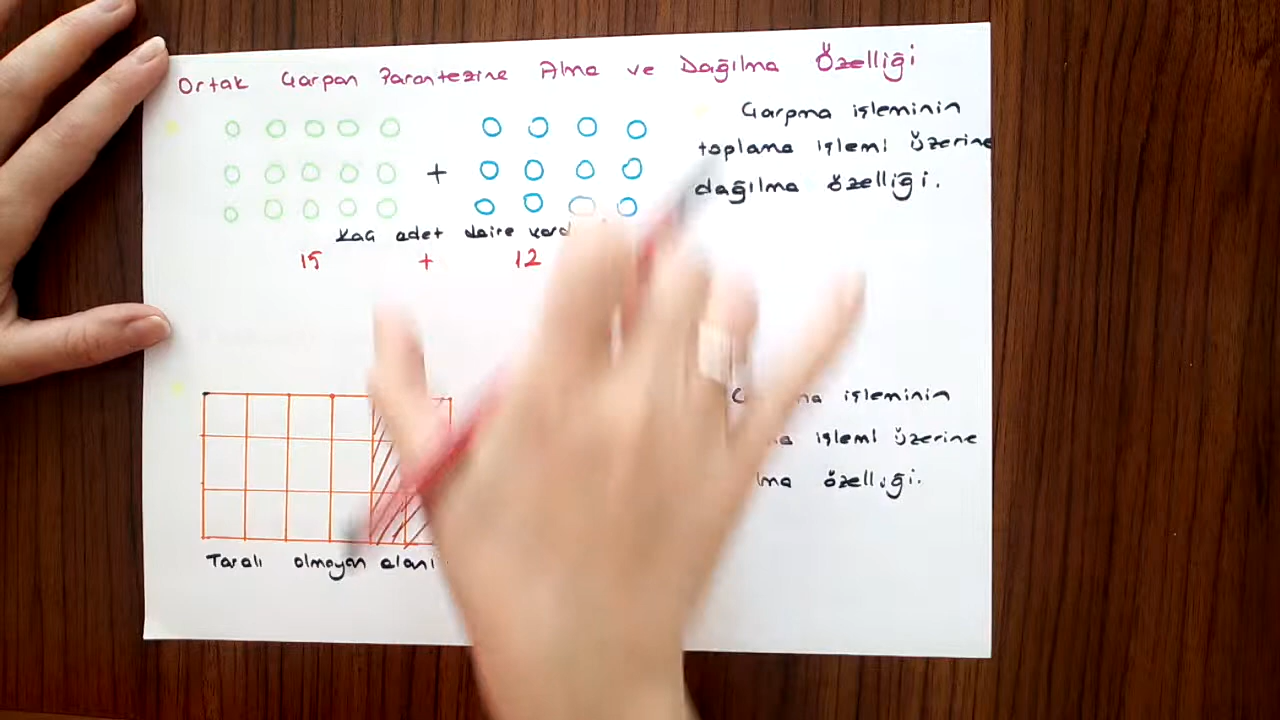 Ortak Çarpan Parantezine Alma ve Dağılma Özelliği
Çarpma işleminin
toplama işlemi üzerine
dağılma özelliği.
+
Kaç adet daire
15 + 12
işleminin
işlemi üzerine
özelliği.
Taralı olmayan alanı